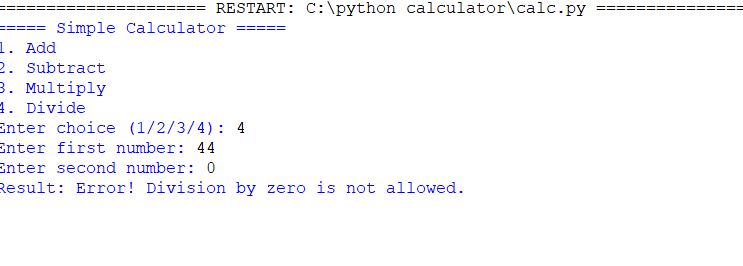 ===================== RESTART: C:\python calculator\calc.py ===============
===== Simple Calculator =====
1. Add
2. Subtract
3. Multiply
4. Divide
Enter choice (1/2/3/4): 4
Enter first number: 44
Enter second number: 0
Result: Error! Division by zero is not allowed.